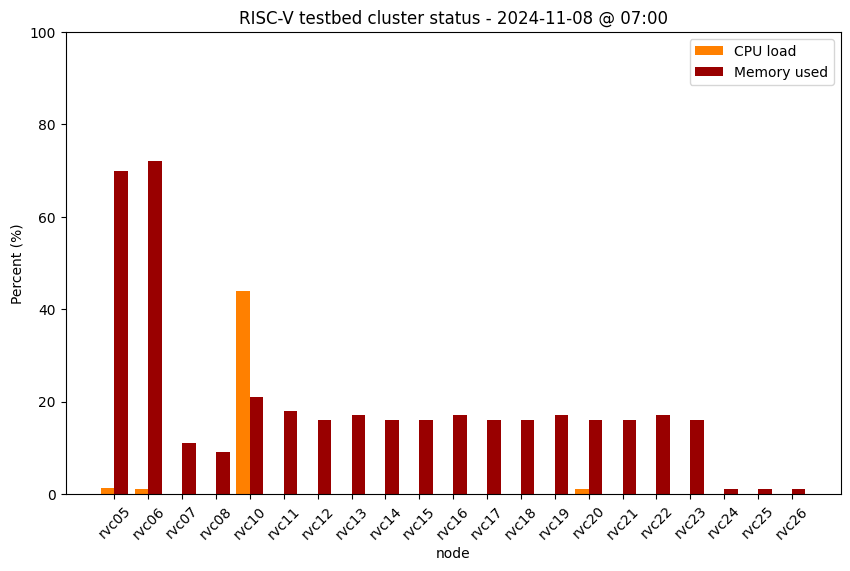 RISC-V testbed cluster status - 2024-11-08 @ 07:00
CPU load
Memory used
Percent (%)
100
80
60
40
20
0
rvc05
rvc06
rvc07
rvc08
rvc10
rvc11
rvc12
rvc13
rvc14
rvc15
rvc16
rvc17
rvc18
rvc19
rvc20
rvc21
rvc22
rvc23
rvc24
rvc25
rvc26
node